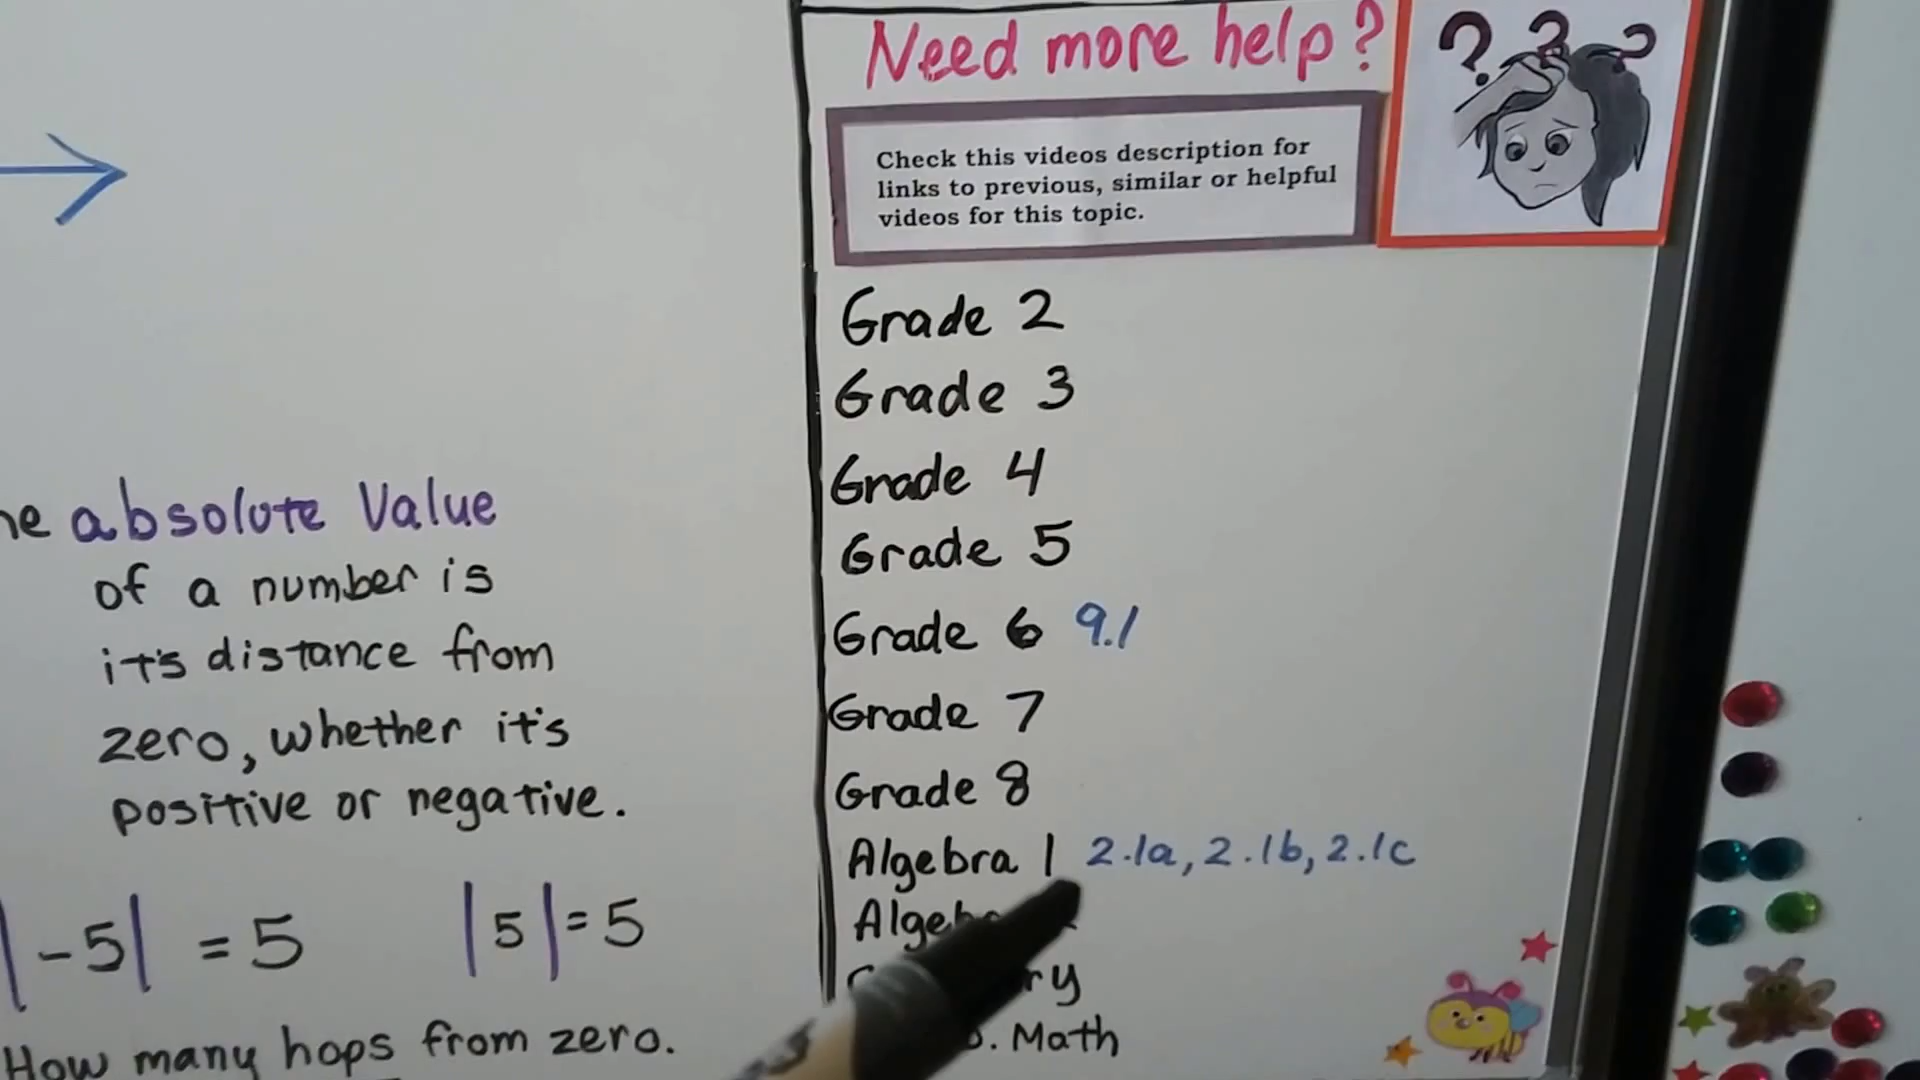 he absolute Value
of a number is
it's distance from
zero, whether it's
positive or negative.
|-5| = 5 |5| = 5
How many hops from zero.
Need more help?
? ? ?
Check this videos description for
links to previous, similar or helpful
videos for this topic.
Grade 2
Grade 3
Grade 4
Grade 5
Grade 6 9.1
Grade 7
Grade 8
Algebra 1 2.1a, 2.1b, 2.1c
Math